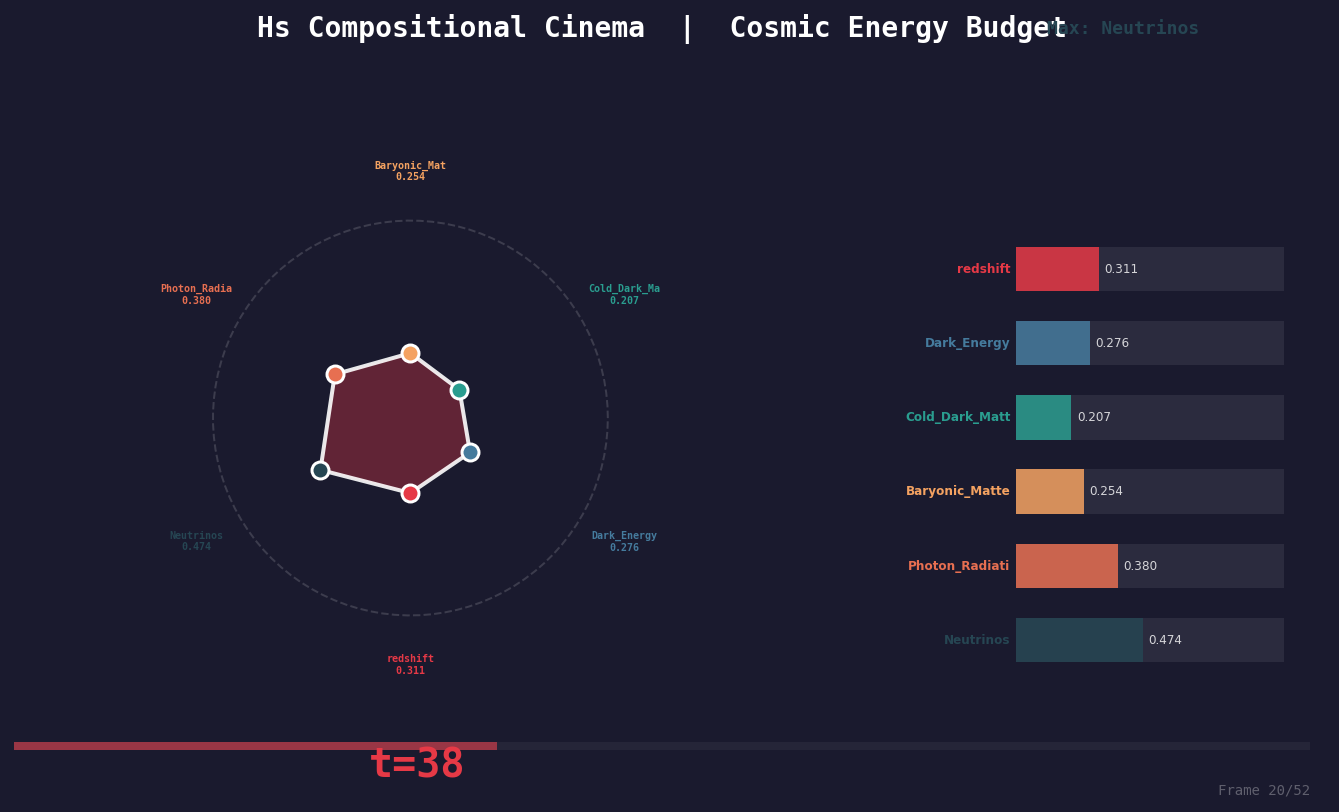 Hs Compositional Cinema | Cosmic Energy Budget
Max: Neutrinos
Baryonic_Mat
0.254
Photon_Radia
0.380
Cold_Dark_Ma
0.207
Neutrinos
0.474
Dark_Energy
0.276
redshift
0.311
redshift 0.311
Dark_Energy 0.276
Cold_Dark_Matt 0.207
Baryonic_Matte 0.254
Photon_Radiati 0.380
Neutrinos 0.474
t=38
Frame 20/52